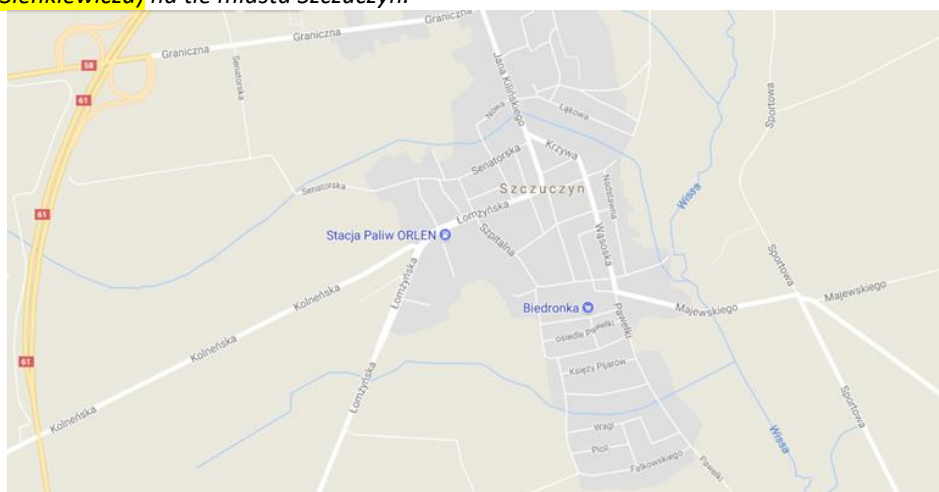 Sienkiewicza) na tle miasta Szczuczyn.
Graniczna
Graniczna
Graniczna
58
61
Senatorska
Jana Kilińskiego
Nowa
Łąkowa
Sportowa
Krzywa
Senatorska
Senatorska
Szczuczyn
Nadstawna
Wissa
61
Łomżyńska
Stacja Paliw ORLEN
Szpitalna
Wąsoska
Sportowa
Łomżyńska
Kolneńska
Majewskiego
Biedronka
Pawełki
Majewskiego
osiedle Pawełki
Kolneńska
61
Księży Pijarów
Łomżyńska
Sportowa
Kolneńska
Wagi
Pioli
Wissa
Falkowskiego
Pawełki